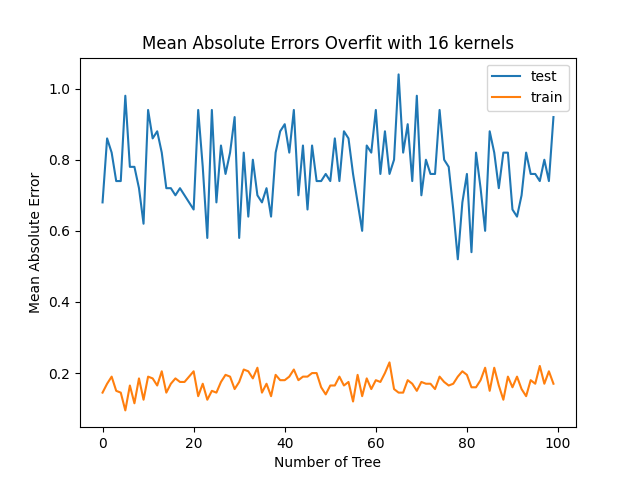 Mean Absolute Errors Overfit with 16 kernels
test
train
1.0
0.8
0.6
0.4
0.2
Mean Absolute Error
0 20 40 60 80 100
Number of Tree